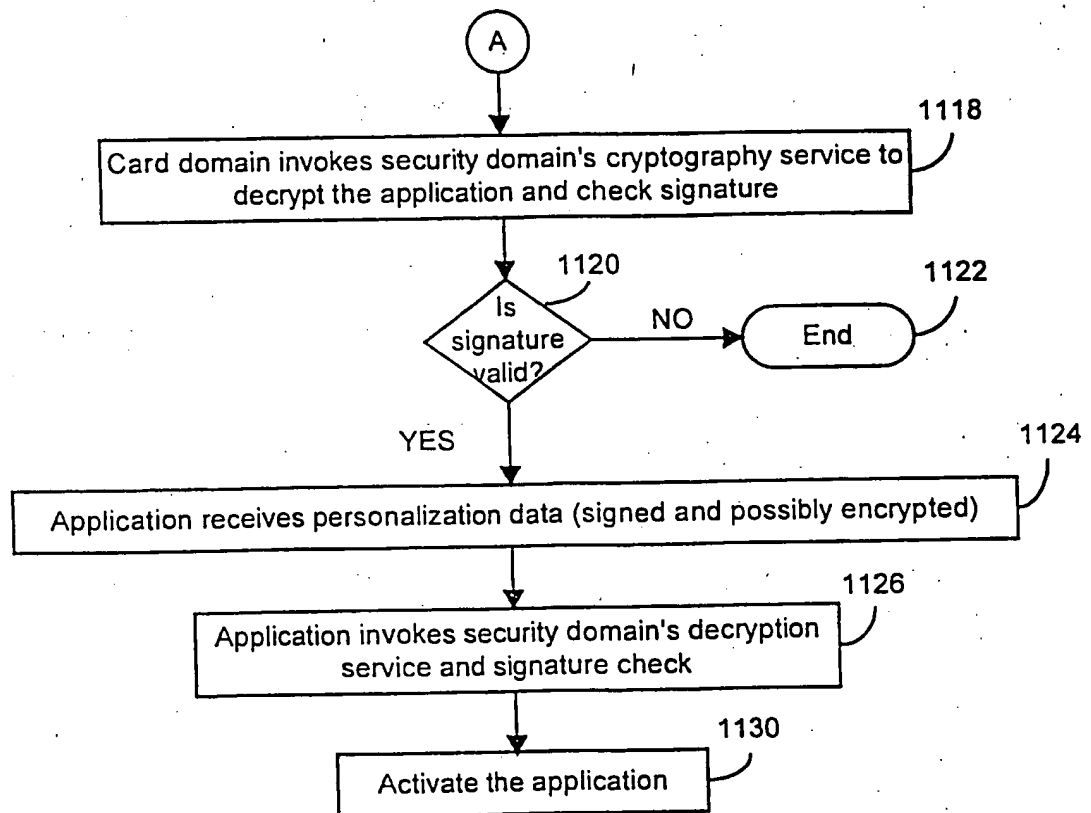 A
1118
Card domain invokes security domain's cryptography service to
decrypt the application and check signature
1120
1122
Is
signature
valid?
NO
End
YES
1124
Application receives personalization data (signed and possibly encrypted)
1126
Application invokes security domain's decryption
service and signature check
1130
Activate the application